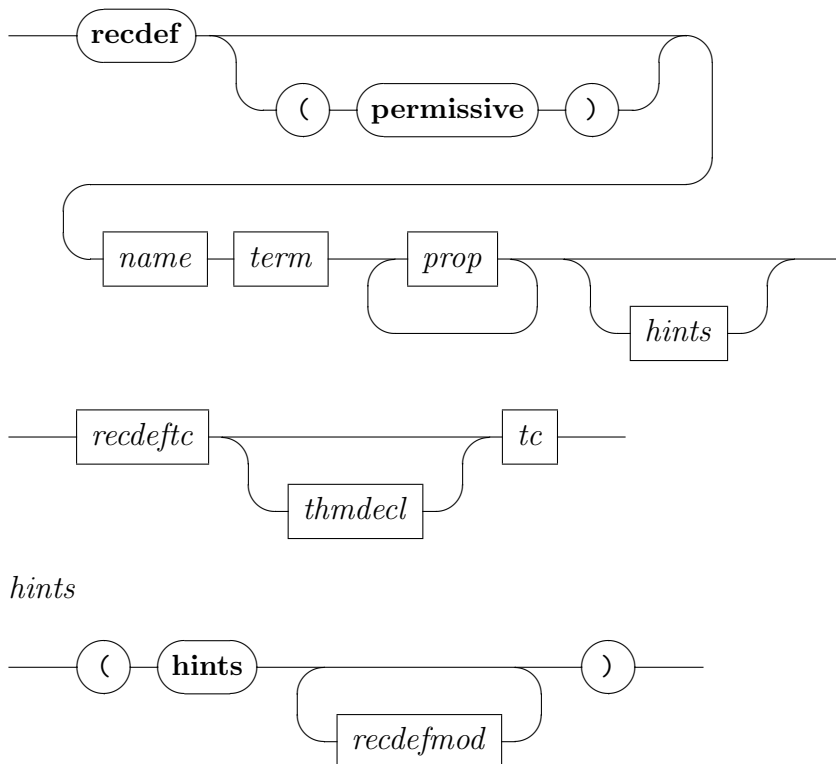 recdef
( permissive )
name term prop
hints
recdeftc tc
thmdecl
hints
( hints )
recdefmod